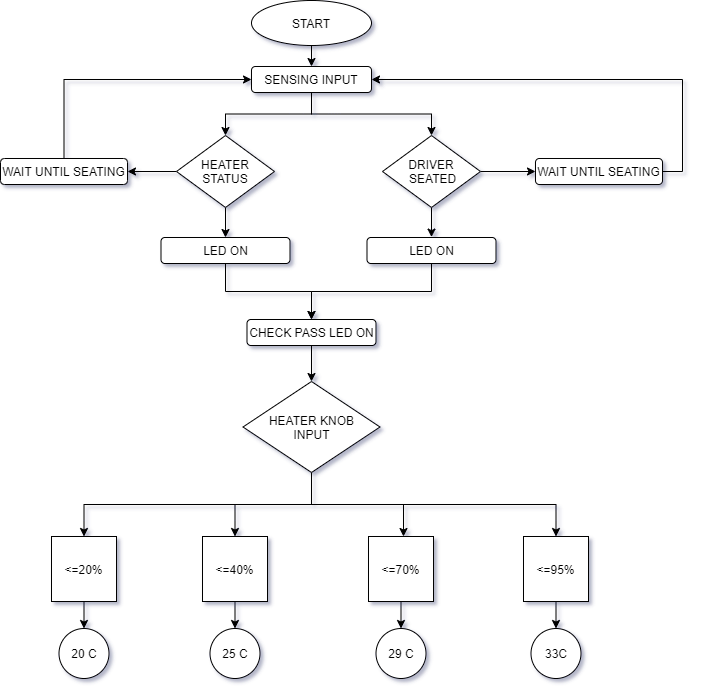 START
SENSING INPUT
HEATER
STATUS
DRIVER
SEATED
WAIT UNTIL SEATING
WAIT UNTIL SEATING
LED ON
LED ON
CHECK PASS LED ON
HEATER KNOB
INPUT
<=20%
<=40%
<=70%
<=95%
20 C
25 C
29 C
33C